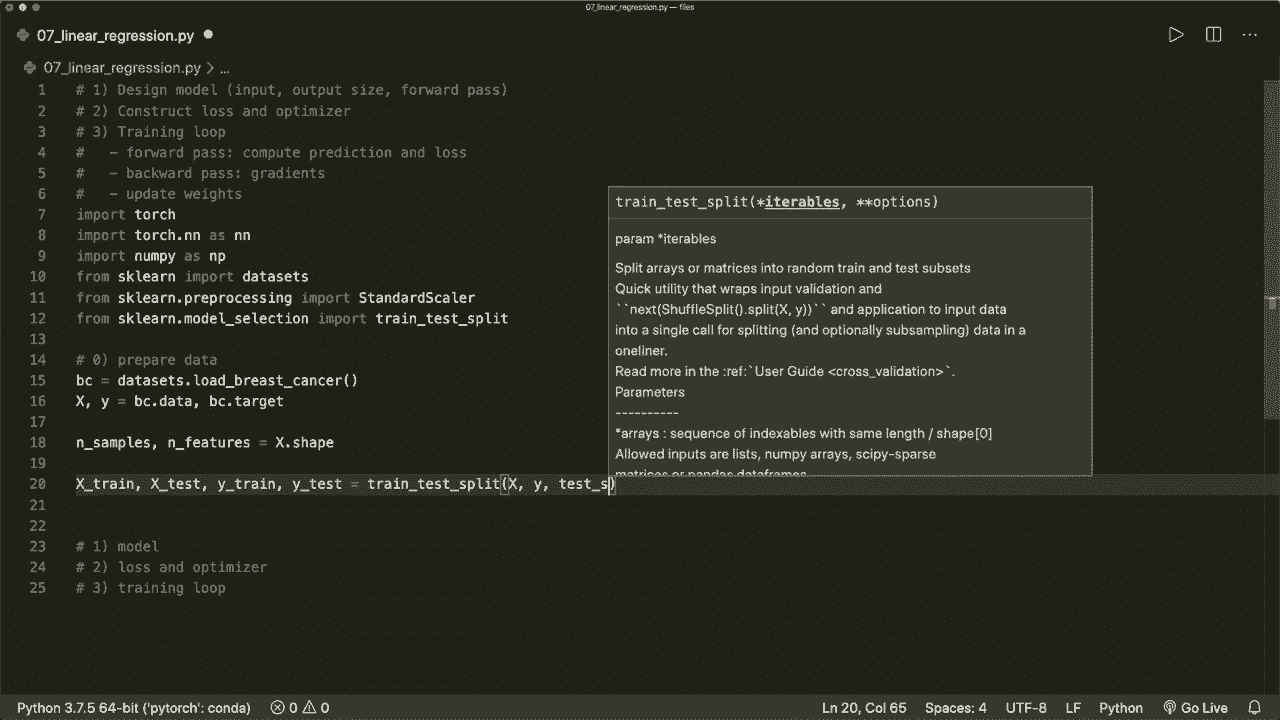 07_linear_regression.py — files
07_linear_regression.py
07_linear_regression.py > ...
1 # 1) Design model (input, output size, forward pass)
2 # 2) Construct loss and optimizer
3 # 3) Training loop
4 #   - forward pass: compute prediction and loss
5 #   - backward pass: gradients
6 #   - update weights
7 import torch
8 import torch.nn as nn
9 import numpy as np
10 from sklearn import datasets
11 from sklearn.preprocessing import StandardScaler
12 from sklearn.model_selection import train_test_split
13
14 # 0) prepare data
15 bc = datasets.load_breast_cancer()
16 X, y = bc.data, bc.target
17
18 n_samples, n_features = X.shape
19
20 X_train, X_test, y_train, y_test = train_test_split(X, y, test_s)
21
22
23 # 1) model
24 # 2) loss and optimizer
25 # 3) training loop
train_test_split(*iterables, **options)
param *iterables
Split arrays or matrices into random train and test subsets
Quick utility that wraps input validation and
``next(ShuffleSplit().split(X, y))`` and application to input data
into a single call for splitting (and optionally subsampling) data in a
oneliner.
Read more in the :ref:`User Guide <cross_validation>`.
Parameters
----------
*arrays : sequence of indexables with same length / shape[0]
Allowed inputs are lists, numpy arrays, scipy-sparse
matrices or pandas dataframes
Python 3.7.5 64-bit ('pytorch': conda) 0 0 Ln 20, Col 65 Spaces: 4 UTF-8 LF Python Go Live